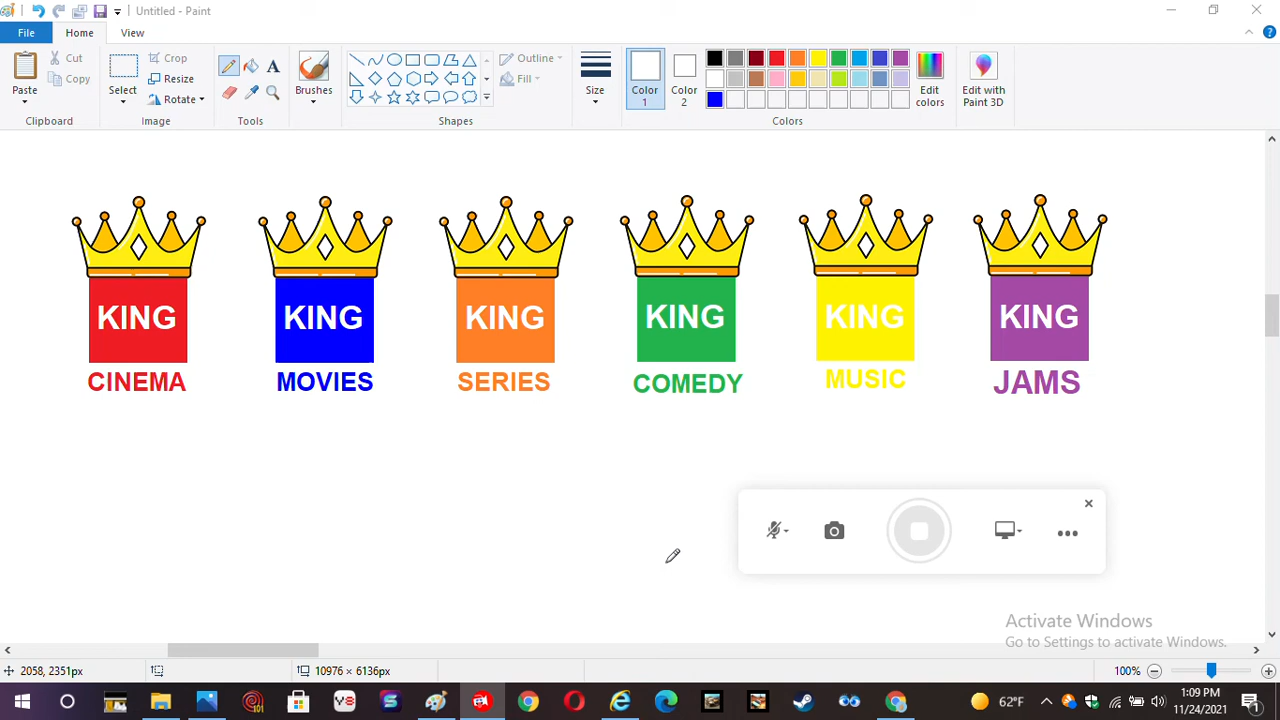 Untitled - Paint
File
Home
View
Paste
Cut
Copy
Clipboard
Select
Crop
Resize
Rotate
Image
A
Tools
Brushes
Outline
Fill
Shapes
Size
Color 1
Color 2
Edit colors
Colors
Edit with Paint 3D
KING KING KING KING KING KING
CINEMA MOVIES SERIES COMEDY MUSIC JAMS
Activate Windows
Go to Settings to activate Windows.
2058, 2351px
10976 × 6136px
100%
62°F
1:09 PM
11/24/2021
1